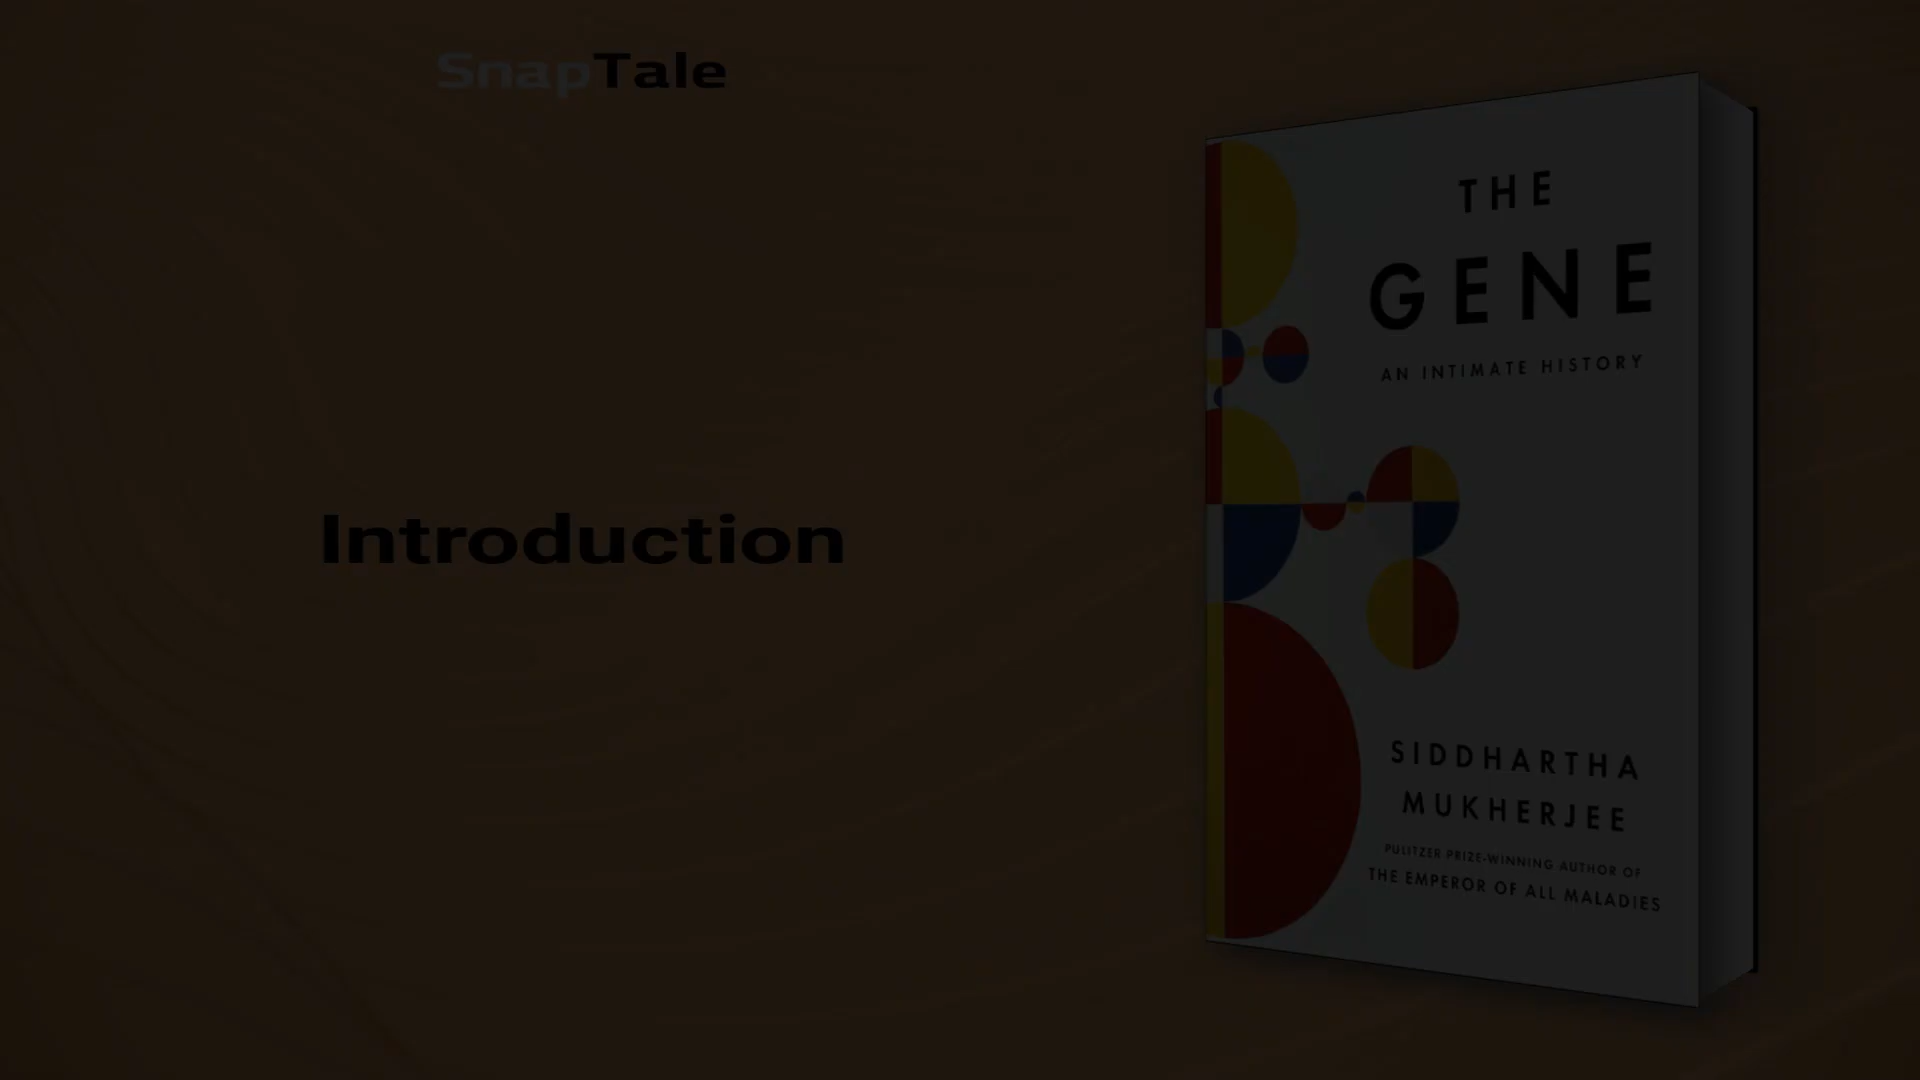 SnapTale
Introduction
THE
GENE
AN INTIMATE HISTORY
SIDDHARTHA
MUKHERJEE
PULITZER PRIZE-WINNING AUTHOR OF
THE EMPEROR OF ALL MALADIES